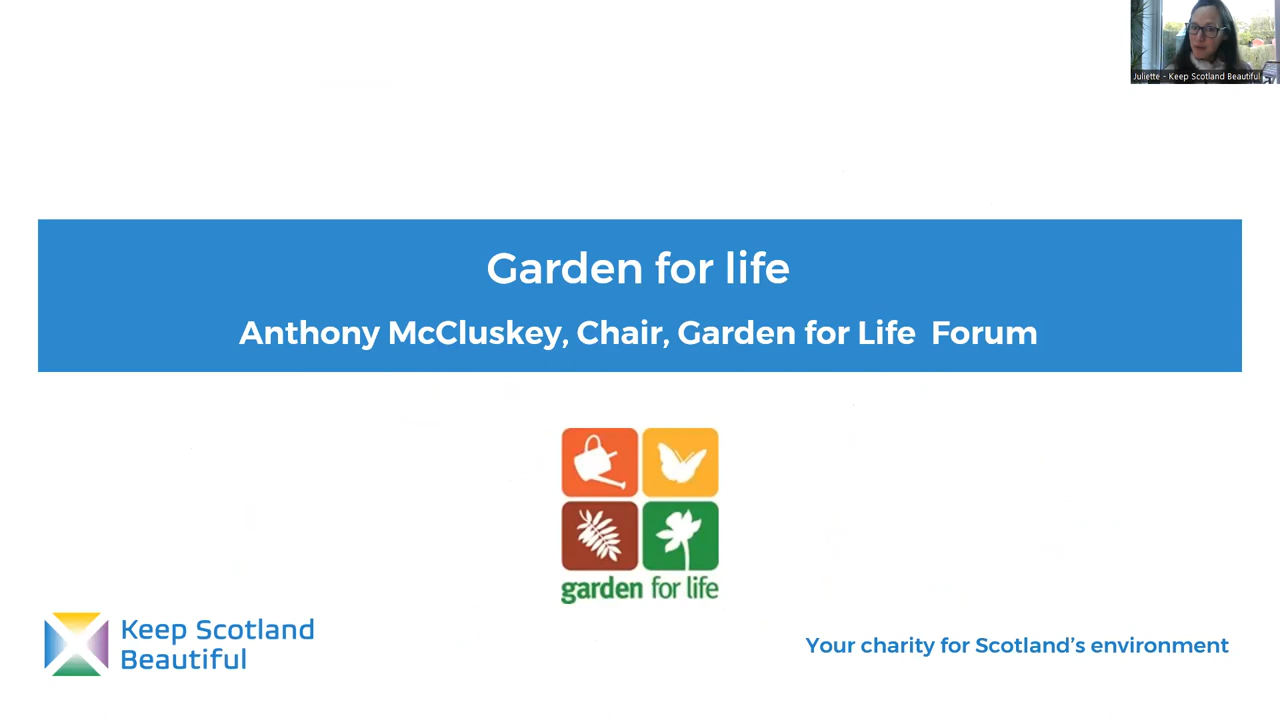 Juliette - Keep Scotland Beautiful
Garden for life
Anthony McCluskey, Chair, Garden for Life Forum
garden for life
Keep Scotland
Beautiful
Your charity for Scotland's environment